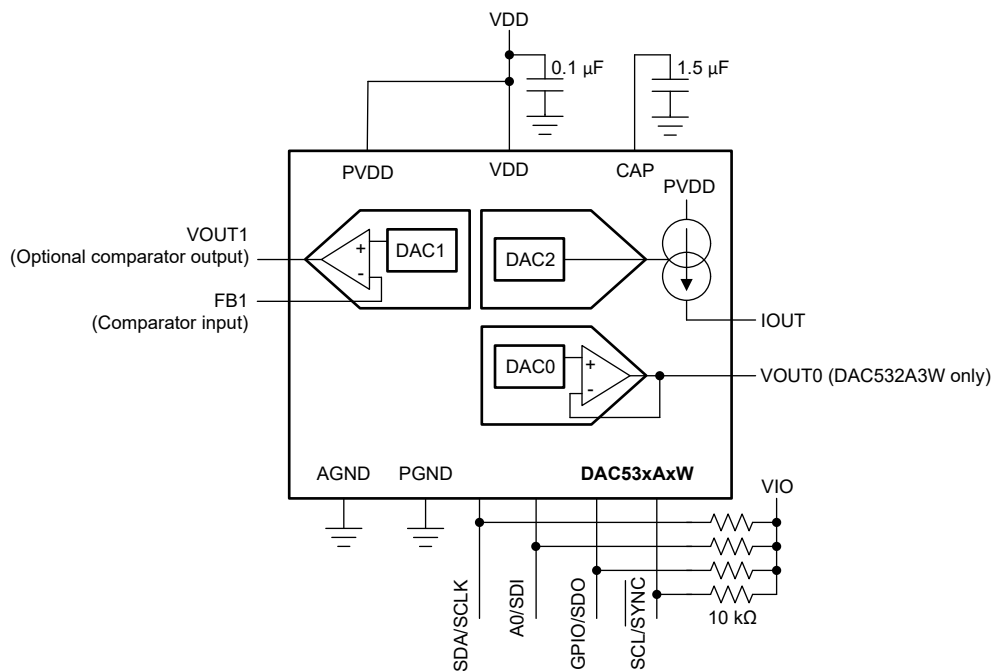 VDD
0.1 µF
1.5 µF
PVDD
VDD
CAP
PVDD
VOUT1
(Optional comparator output)
+
-
DAC1
DAC2
FB1
(Comparator input)
IOUT
DAC0
+
-
VOUT0 (DAC532A3W only)
AGND
PGND
DAC53xAxW
VIO
SDA/SCLK
A0/SDI
GPIO/SDO
SCL/SYNC
10 kΩ